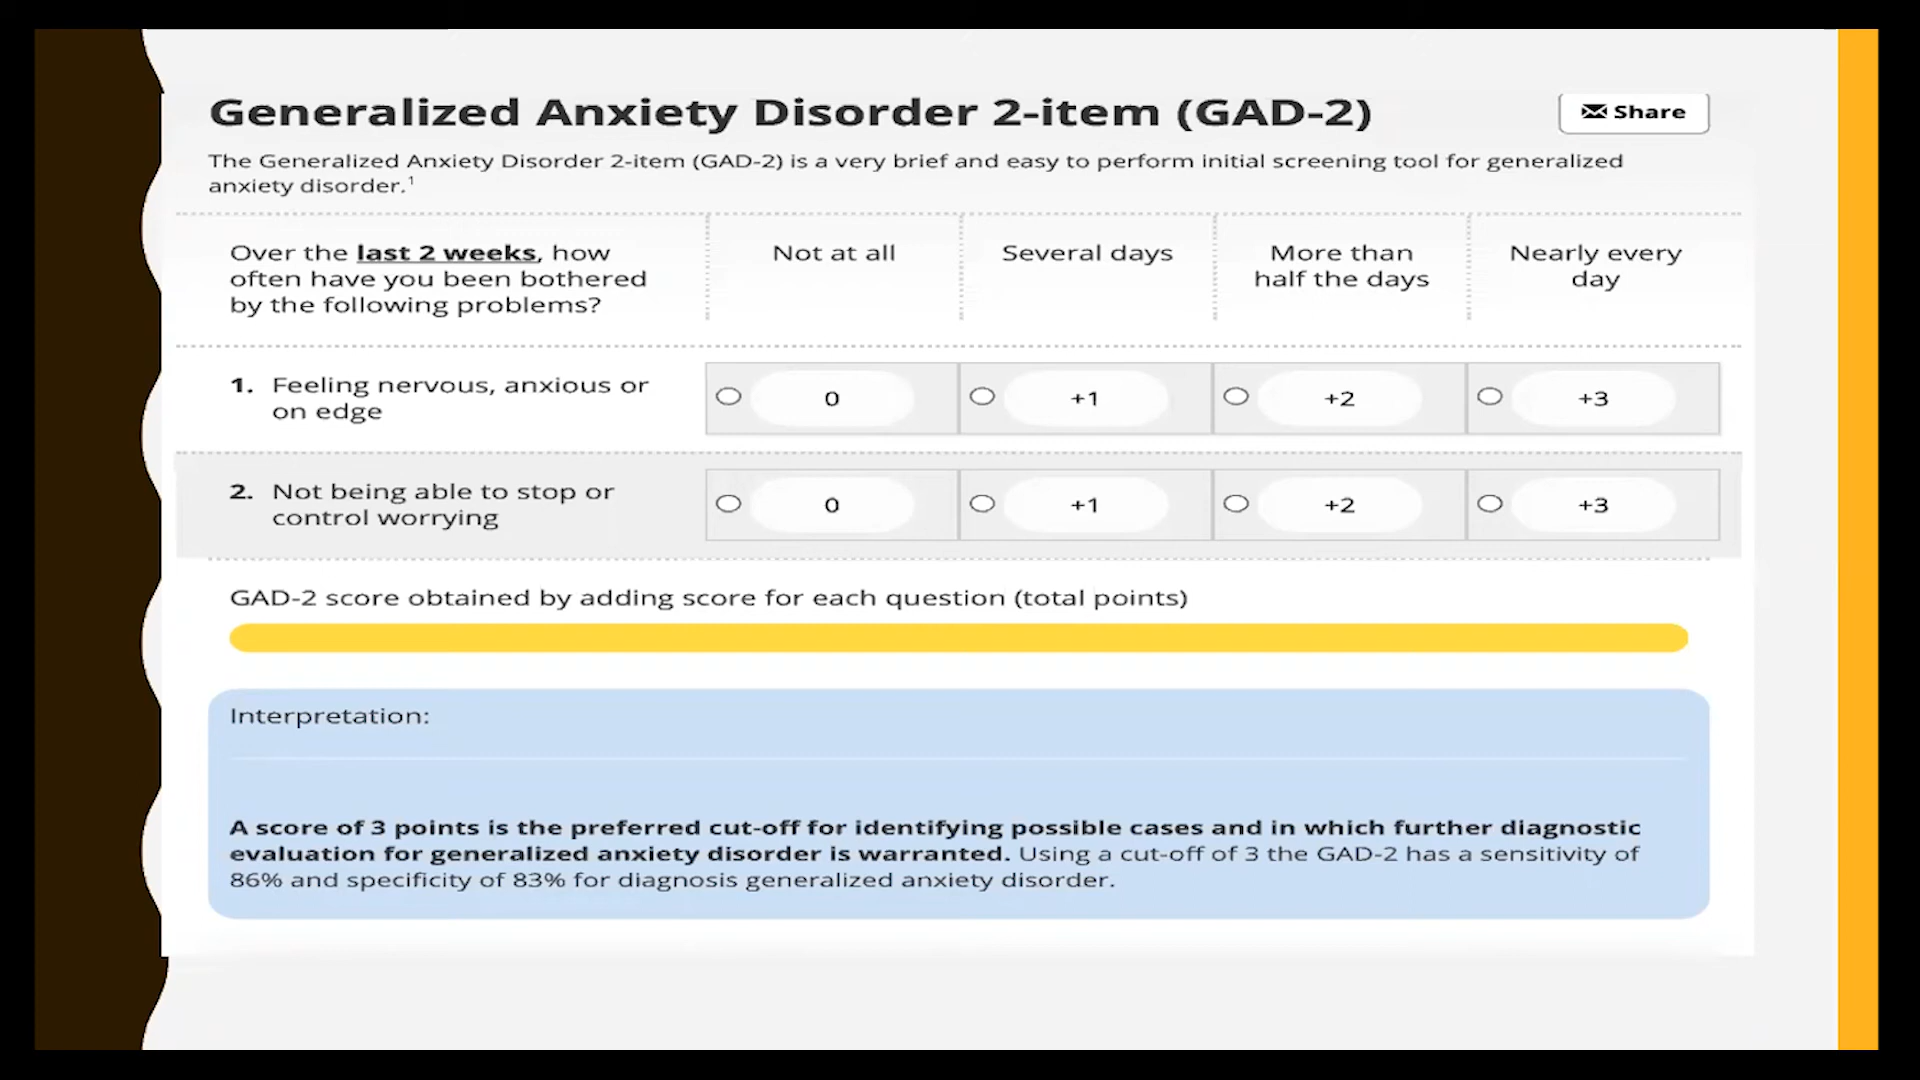 Generalized Anxiety Disorder 2-item (GAD-2)
Share
The Generalized Anxiety Disorder 2-item (GAD-2) is a very brief and easy to perform initial screening tool for generalized
anxiety disorder.¹
Over the last 2 weeks, how
often have you been bothered
by the following problems?
Not at all
Several days
More than
half the days
Nearly every
day
1. Feeling nervous, anxious or
on edge
0
+1
+2
+3
2. Not being able to stop or
control worrying
0
+1
+2
+3
GAD-2 score obtained by adding score for each question (total points)
Interpretation:
A score of 3 points is the preferred cut-off for identifying possible cases and in which further diagnostic
evaluation for generalized anxiety disorder is warranted. Using a cut-off of 3 the GAD-2 has a sensitivity of
86% and specificity of 83% for diagnosis generalized anxiety disorder.